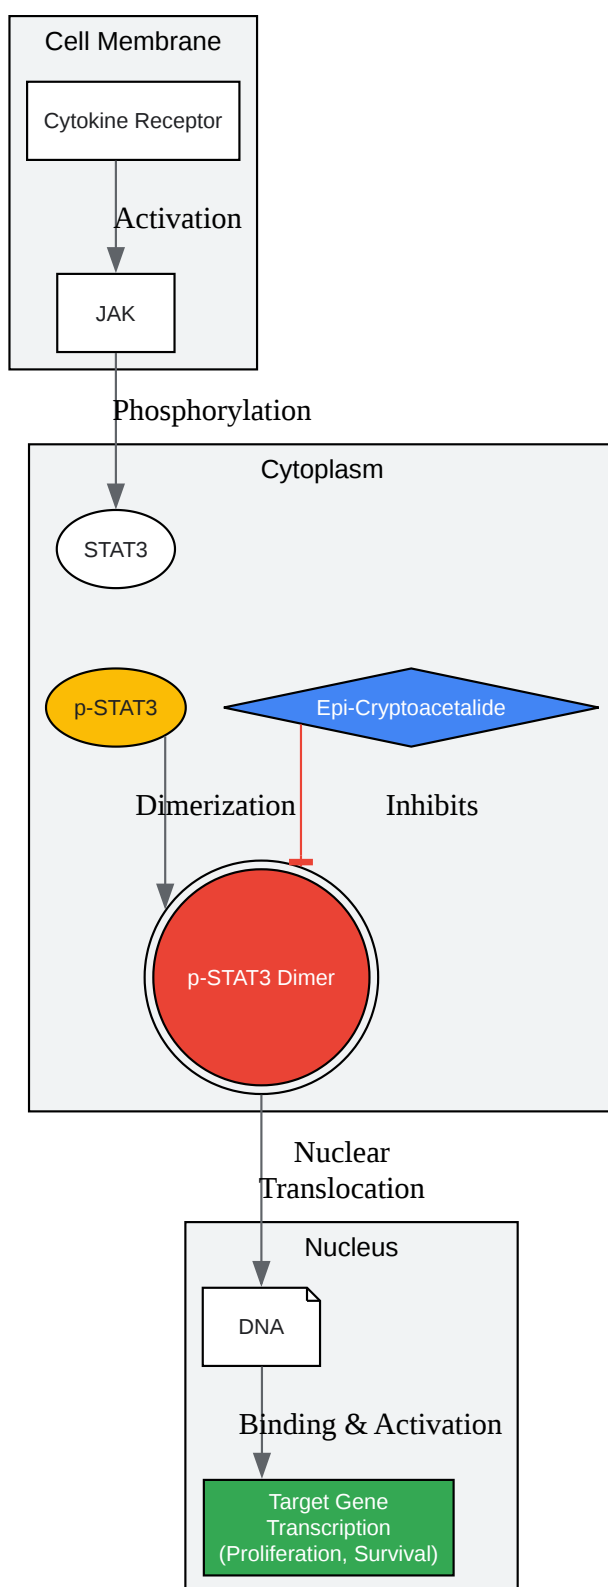 Cell Membrane
Cytokine Receptor
Activation
JAK
Phosphorylation
Cytoplasm
STAT3
p-STAT3
Epi-Cryptoacetalide
Dimerization
Inhibits
p-STAT3 Dimer
Nuclear
Translocation
Nucleus
DNA
Binding & Activation
Target Gene
Transcription
(Proliferation, Survival)